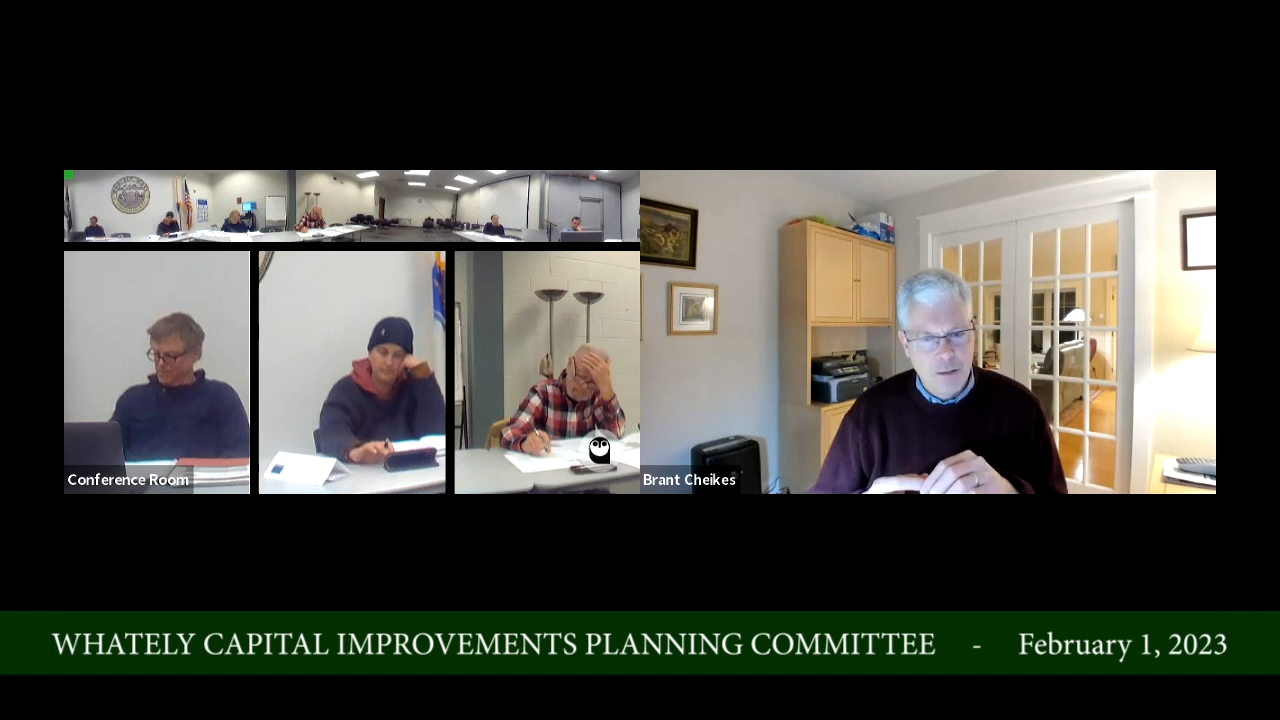 Conference Room
Brant Cheikes
WHATELY CAPITAL IMPROVEMENTS PLANNING COMMITTEE - February 1, 2023